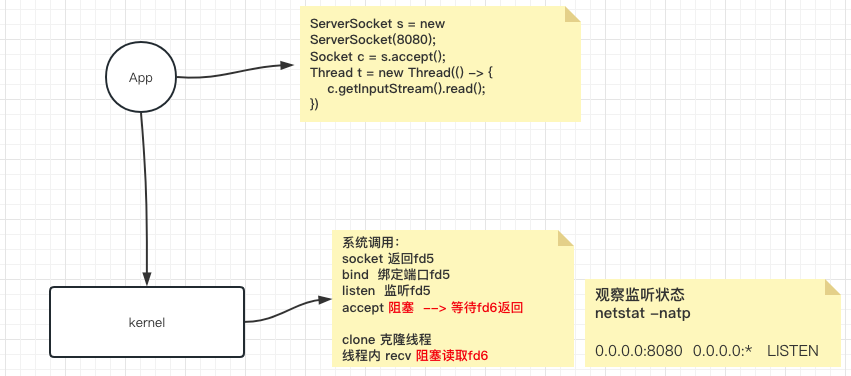 App
ServerSocket s = new
ServerSocket(8080);
Socket c = s.accept();
Thread t = new Thread(() -> {
c.getInputStream().read();
})
kernel
系统调用：
socket 返回fd5
bind 绑定端口fd5
listen 监听fd5
accept 阻塞 --> 等待fd6返回
clone 克隆线程
线程内 recv 阻塞读取fd6
观察监听状态
netstat -natp
0.0.0.0:8080 0.0.0.0:* LISTEN